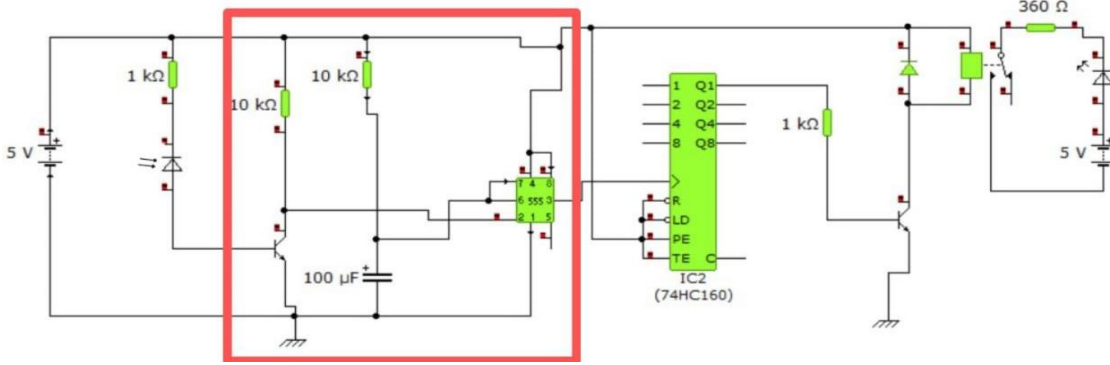 360 Ω
1 kΩ
10 kΩ
10 kΩ
5 V
100 µF
7 4 8
6 555 3
2 1 5
1 Q1
2 Q2
4 Q4
8 Q8
R
LD
PE
TE C
IC2
(74HC160)
1 kΩ
5 V